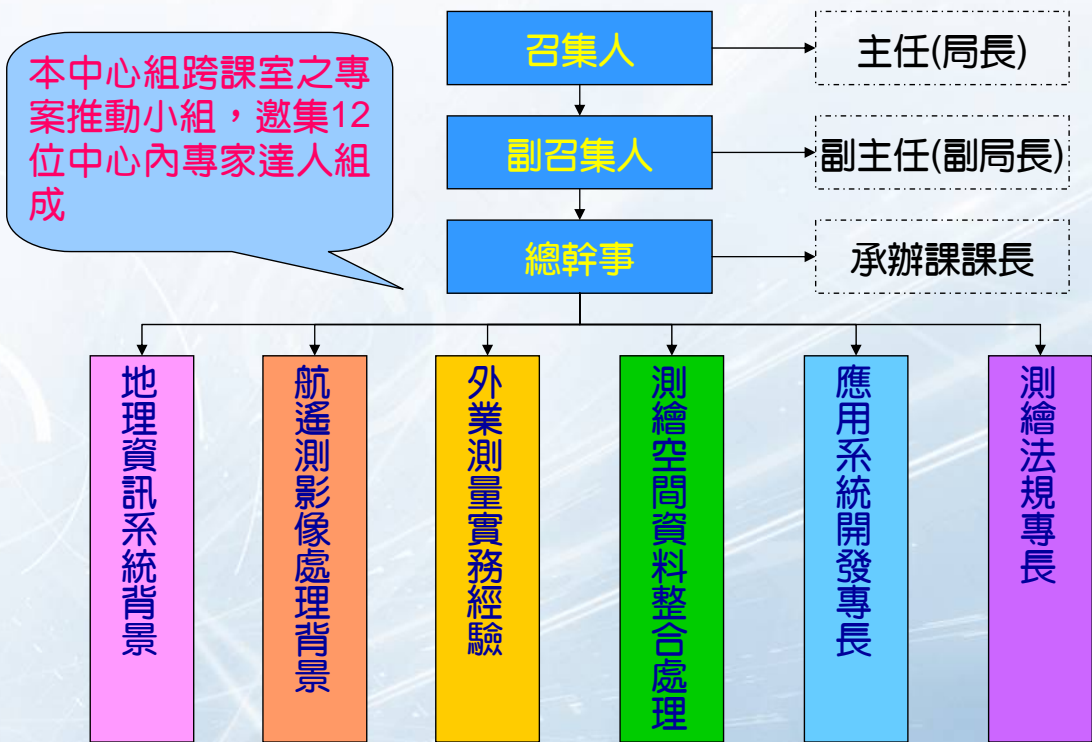 本中心組跨課室之專
案推動小組，邀集12
位中心內專家達人組
成
召集人
主任(局長)
副召集人
副主任(副局長)
總幹事
承辦課課長
地理資訊系統背景
航遙測影像處理背景
外業測量實務經驗
測繪空間資料整合處理
應用系統開發專長
測繪法規專長